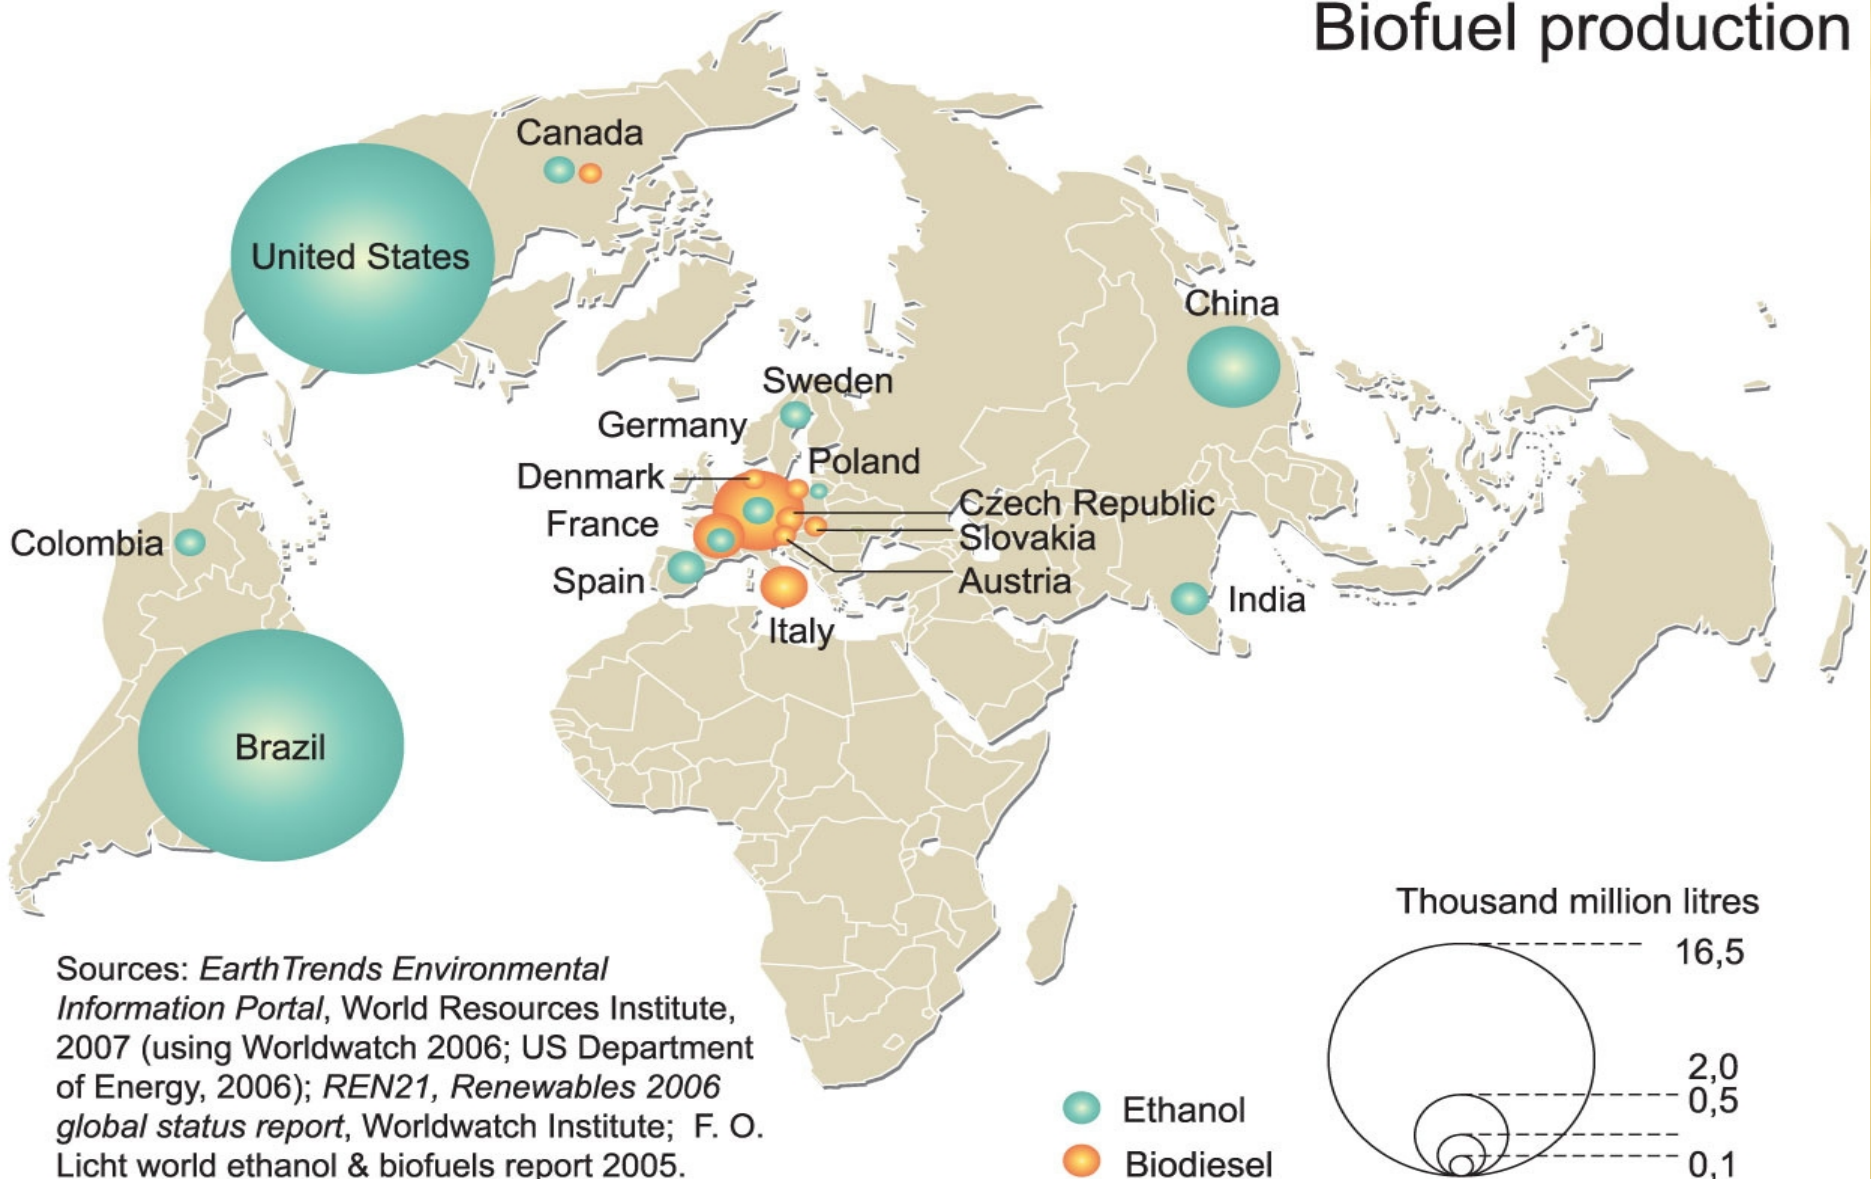 Biofuel production
Canada
United States
China
Sweden
Germany
Poland
Denmark
Czech Republic
France
Slovakia
Colombia
Spain
Austria
India
Italy
Brazil
Thousand million litres
16,5
2,0
0,5
0,1
Ethanol
Biodiesel
Sources: EarthTrends Environmental
Information Portal, World Resources Institute,
2007 (using Worldwatch 2006; US Department
of Energy, 2006); REN21, Renewables 2006
global status report, Worldwatch Institute; F. O.
Licht world ethanol & biofuels report 2005.